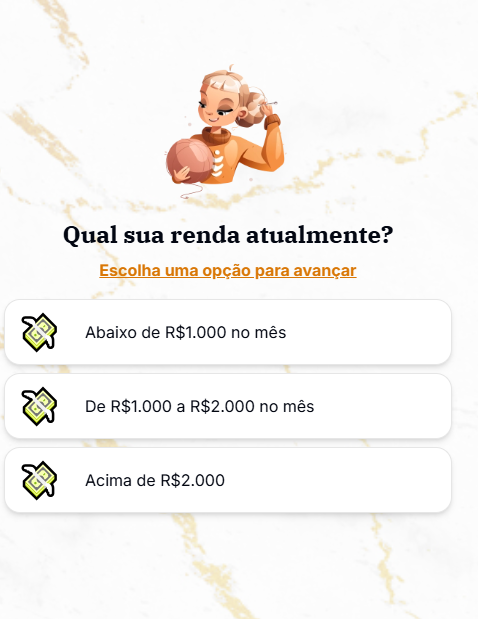 Qual sua renda atualmente?
Escolha uma opção para avançar
Abaixo de R$1.000 no mês
De R$1.000 a R$2.000 no mês
Acima de R$2.000